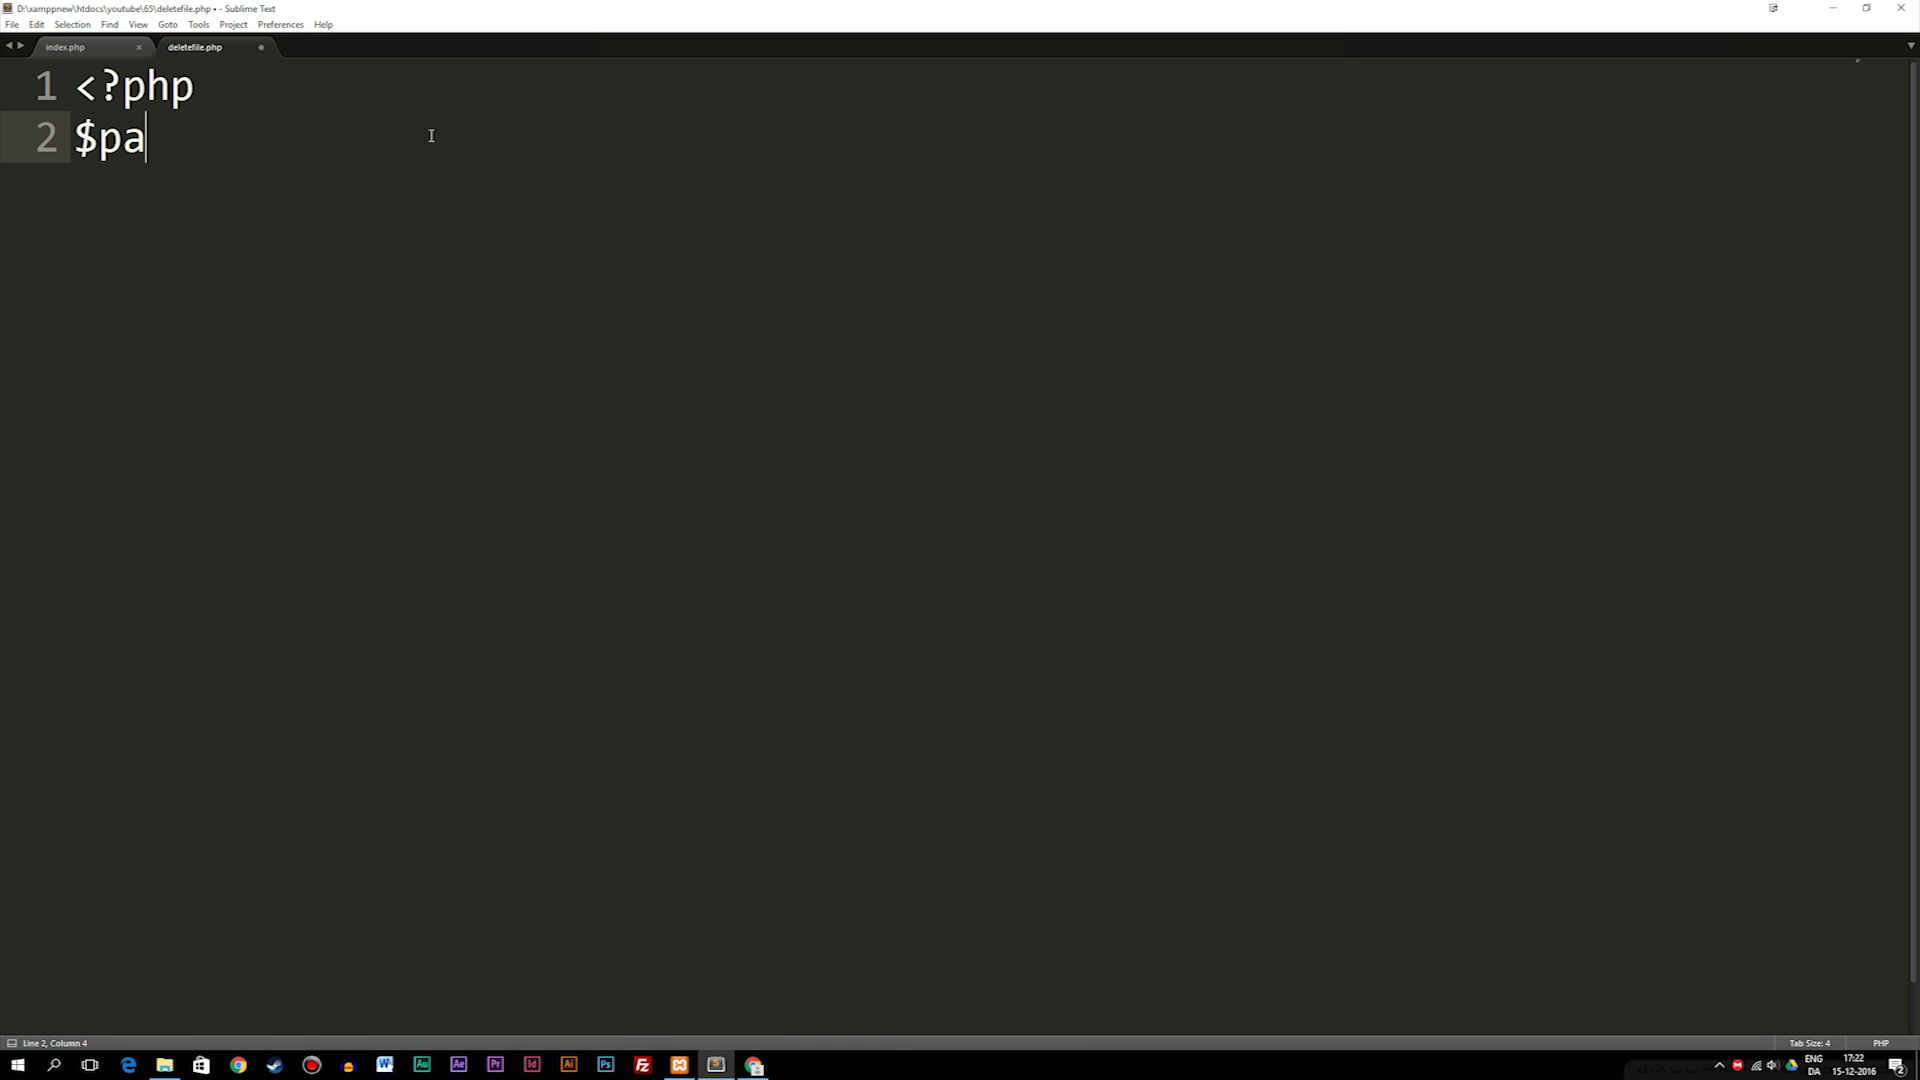 D:\xamppnew\htdocs\youtube\65\deletefile.php • - Sublime Text
File Edit Selection Find View Goto Tools Project Preferences Help
index.php × deletefile.php
1 <?php
2 $pa
Line 2, Column 4
Tab Size: 4 PHP
ENG 17:22
DA 15-12-2016